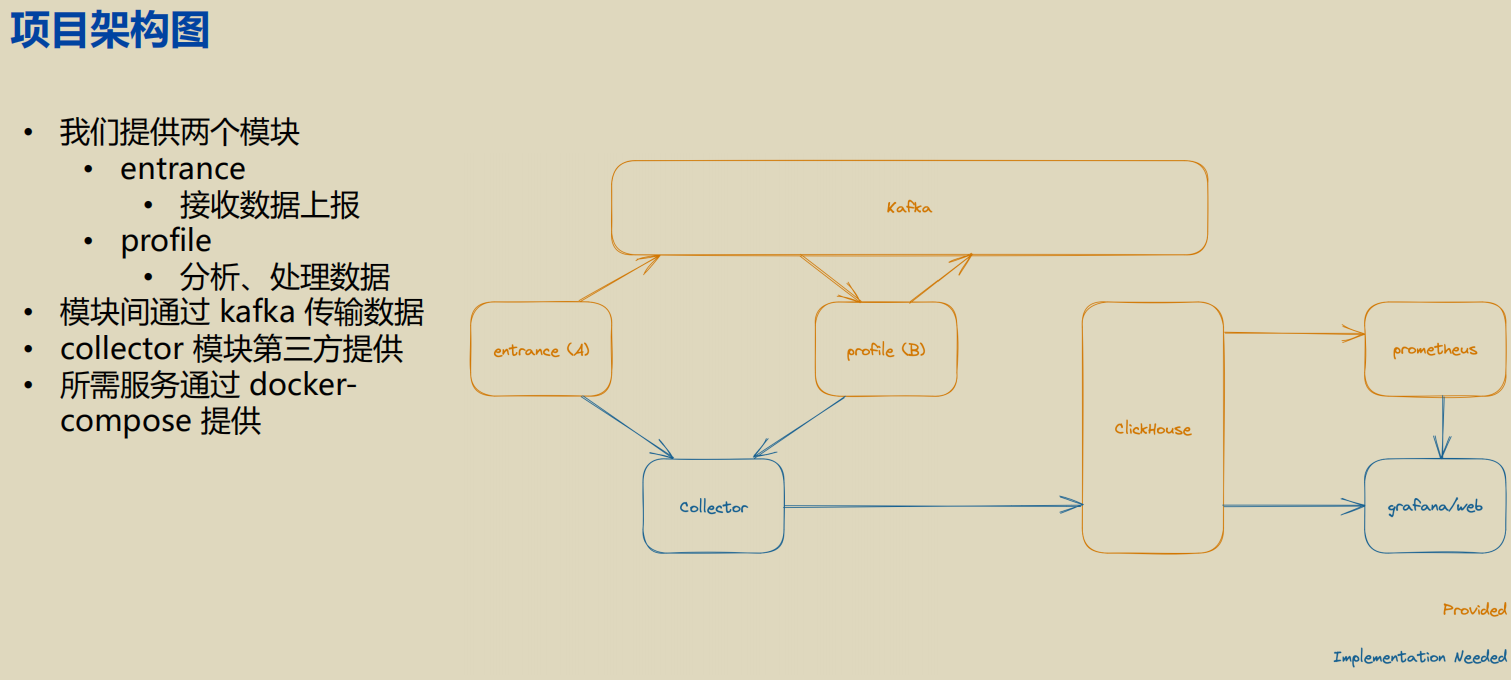 项目架构图
• 我们提供两个模块
• entrance
• 接收数据上报
• profile
• 分析、处理数据
• 模块间通过 kafka 传输数据
• collector 模块第三方提供
• 所需服务通过 docker-
compose 提供
Kafka
entrance (A)
profile (B)
ClickHouse
prometheus
Collector
grafana/web
Provided
Implementation Needed